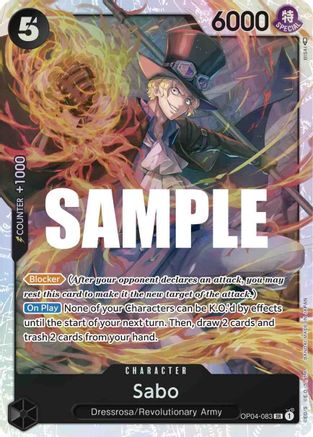 5
6000
特
SPECIAL
COUNTER +1000
SAMPLE
Blocker (After your opponent declares an attack, you may
rest this card to make it the new target of the attack.)
On Play None of your Characters can be K.O.'d by effects
until the start of your next turn. Then, draw 2 cards and
trash 2 cards from your hand.
CHARACTER
Sabo
Dressrosa/Revolutionary Army
OP04-083 SR 1